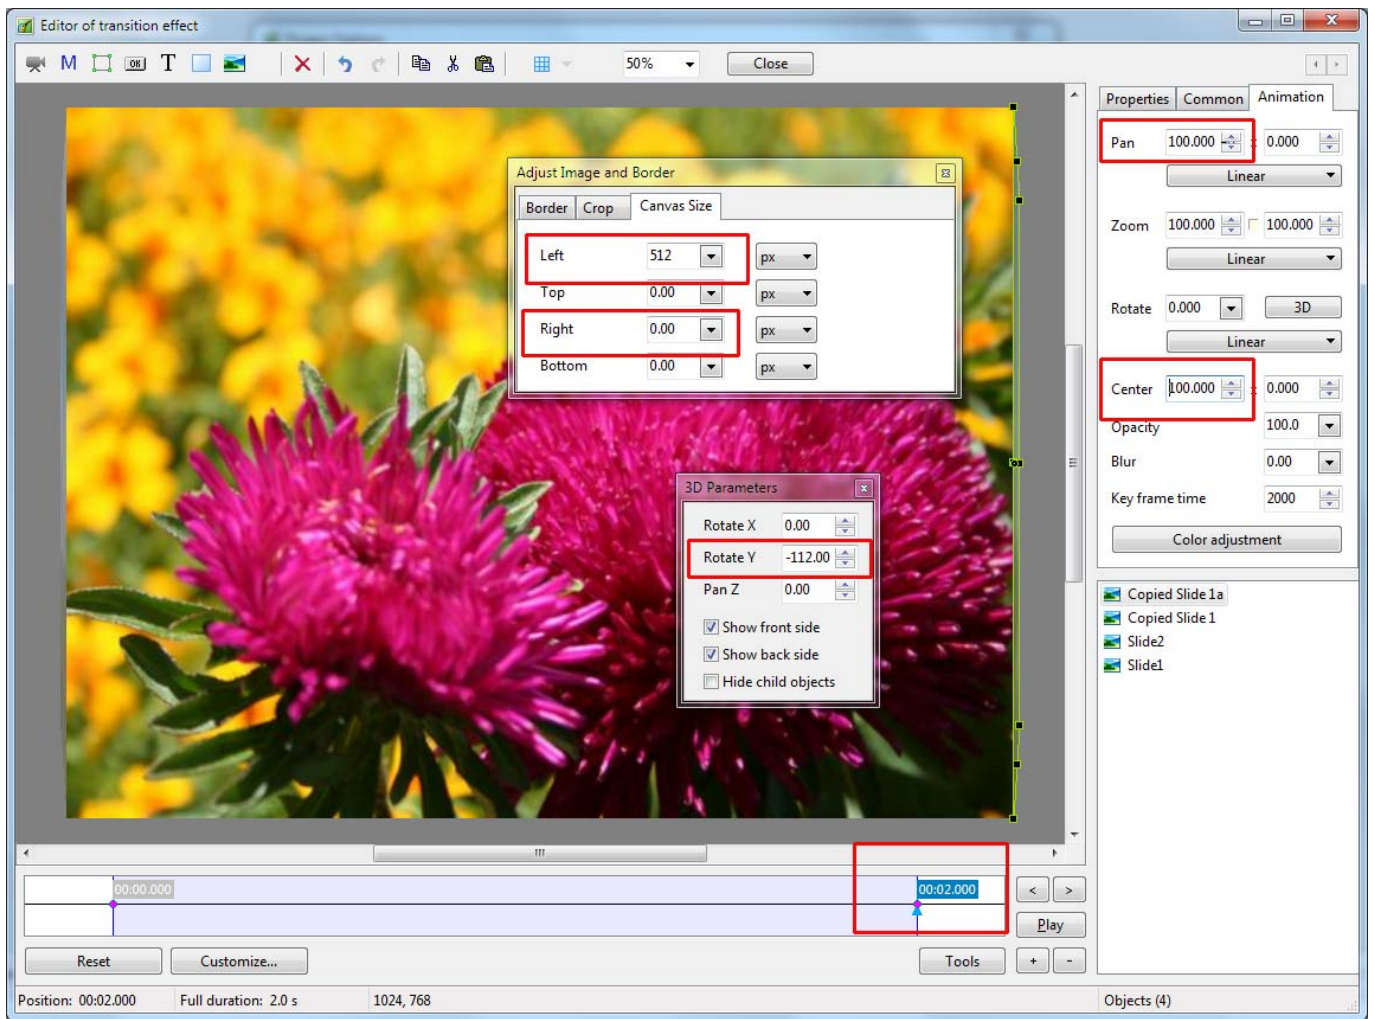 Editor of transition effect
M OK T 50% Close
Properties Common Animation
Pan 100.000 : 0.000
Linear
Zoom 100.000 100.000
Linear
Rotate 0.000 3D
Linear
Center 100.000 : 0.000
Opacity 100.0
Blur 0.00
Key frame time 2000
Color adjustment
Adjust Image and Border
Border Crop Canvas Size
Left 512 px
Top 0.00 px
Right 0.00 px
Bottom 0.00 px
3D Parameters
Rotate X 0.00
Rotate Y -112.00
Pan Z 0.00
Show front side
Show back side
Hide child objects
Copied Slide 1a
Copied Slide 1
Slide2
Slide1
00:00.000 00:02.000 < >
Play
Reset Customize... Tools + -
Position: 00:02.000 Full duration: 2.0 s 1024, 768 Objects (4)